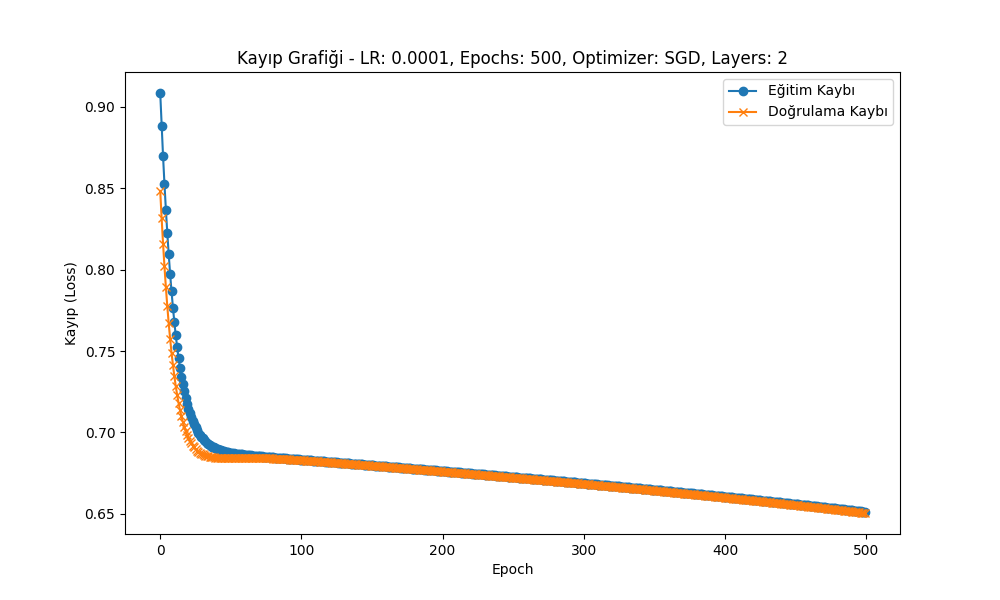 Kayıp Grafiği - LR: 0.0001, Epochs: 500, Optimizer: SGD, Layers: 2
Eğitim Kaybı
Doğrulama Kaybı
Kayıp (Loss)
0.90
0.85
0.80
0.75
0.70
0.65
0 100 200 300 400 500
Epoch